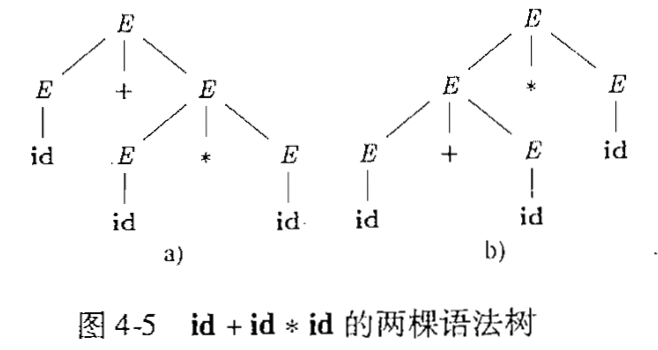 E
E + E
id E * E
id id
a)
E
E * E
E + E id
id id
b)
图 4-5 id + id * id 的两棵语法树